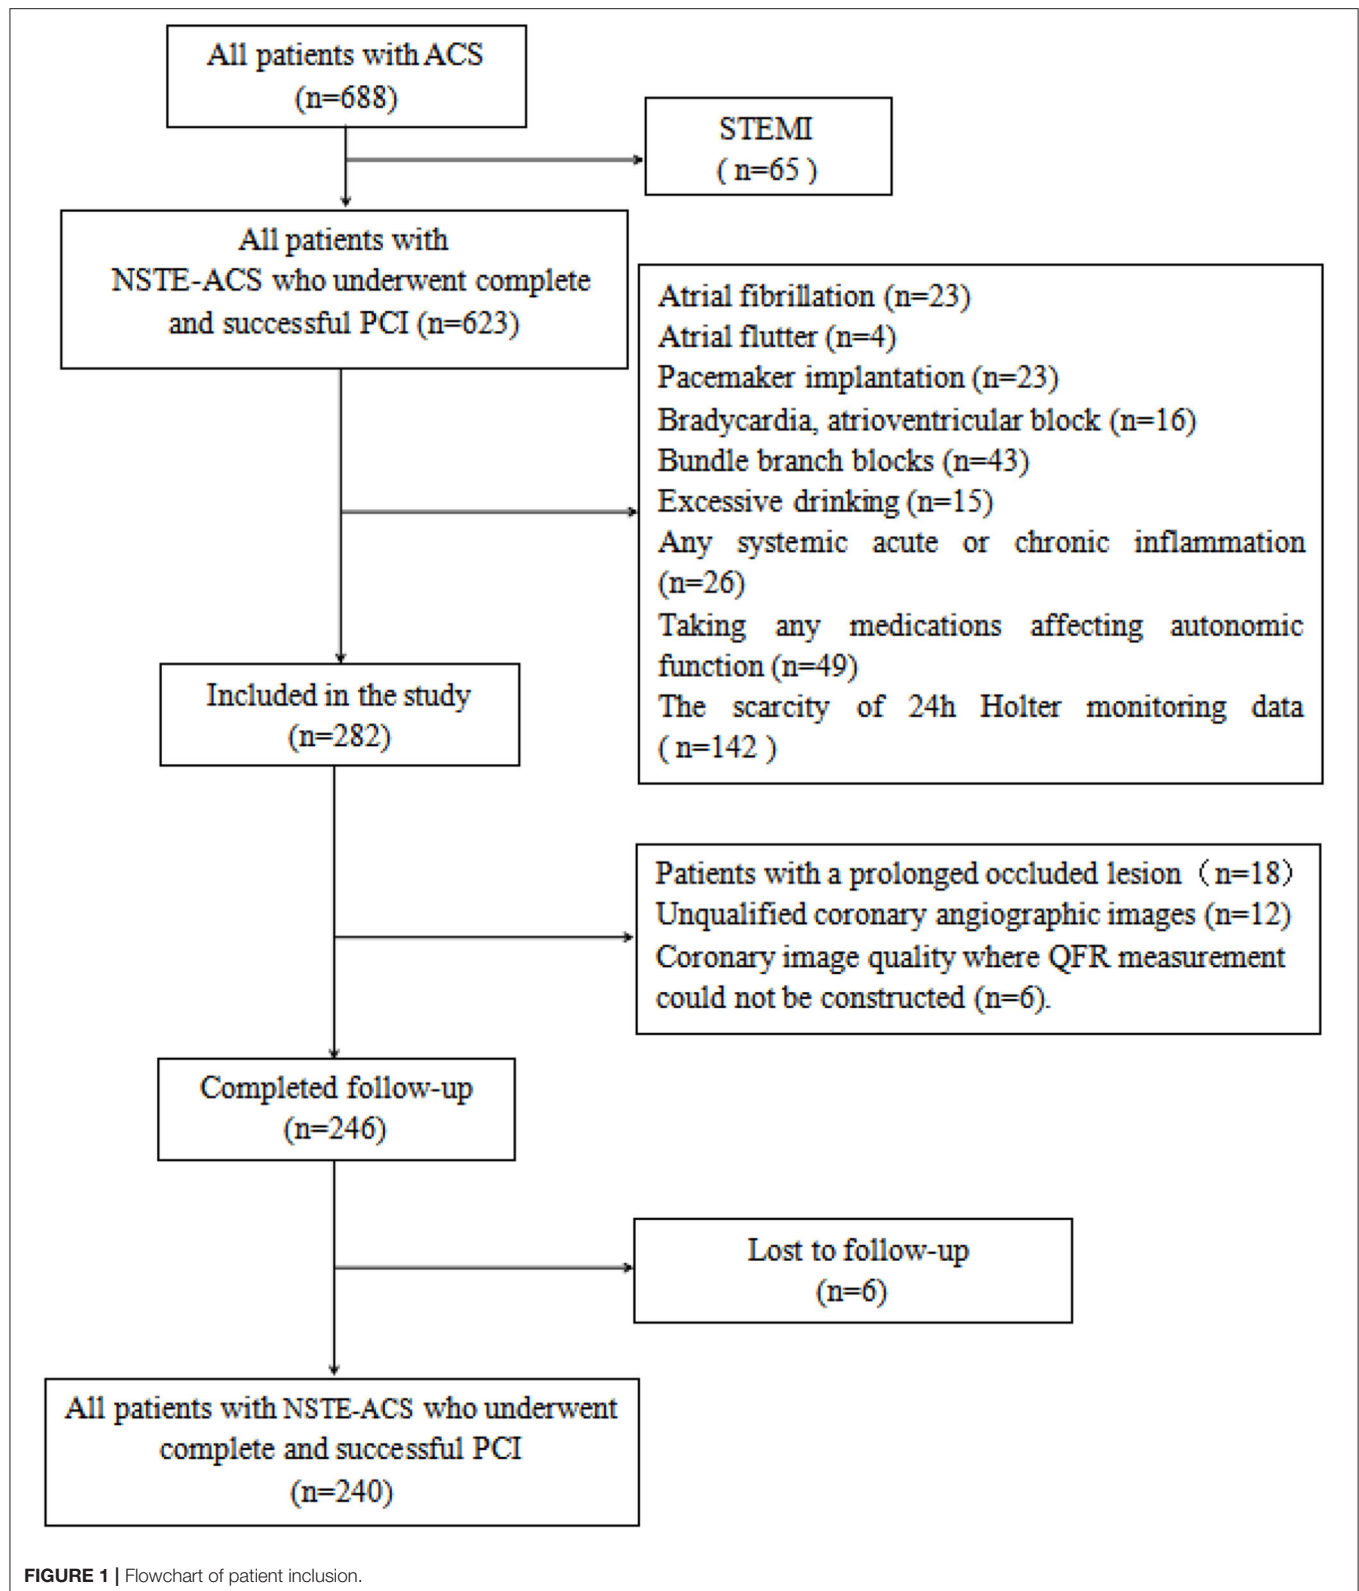 All patients with ACS
(n=688)
STEMI
( n=65 )
All patients with
NSTE-ACS who underwent complete
and successful PCI (n=623)
Atrial fibrillation (n=23)
Atrial flutter (n=4)
Pacemaker implantation (n=23)
Bradycardia, atrioventricular block (n=16)
Bundle branch blocks (n=43)
Excessive drinking (n=15)
Any systemic acute or chronic inflammation
(n=26)
Taking any medications affecting autonomic
function (n=49)
The scarcity of 24h Holter monitoring data
( n=142 )
Included in the study
(n=282)
Patients with a prolonged occluded lesion（n=18）
Unqualified coronary angiographic images (n=12)
Coronary image quality where QFR measurement
could not be constructed (n=6).
Completed follow-up
(n=246)
Lost to follow-up
(n=6)
All patients with NSTE-ACS who underwent
complete and successful PCI
(n=240)
FIGURE 1 | Flowchart of patient inclusion.